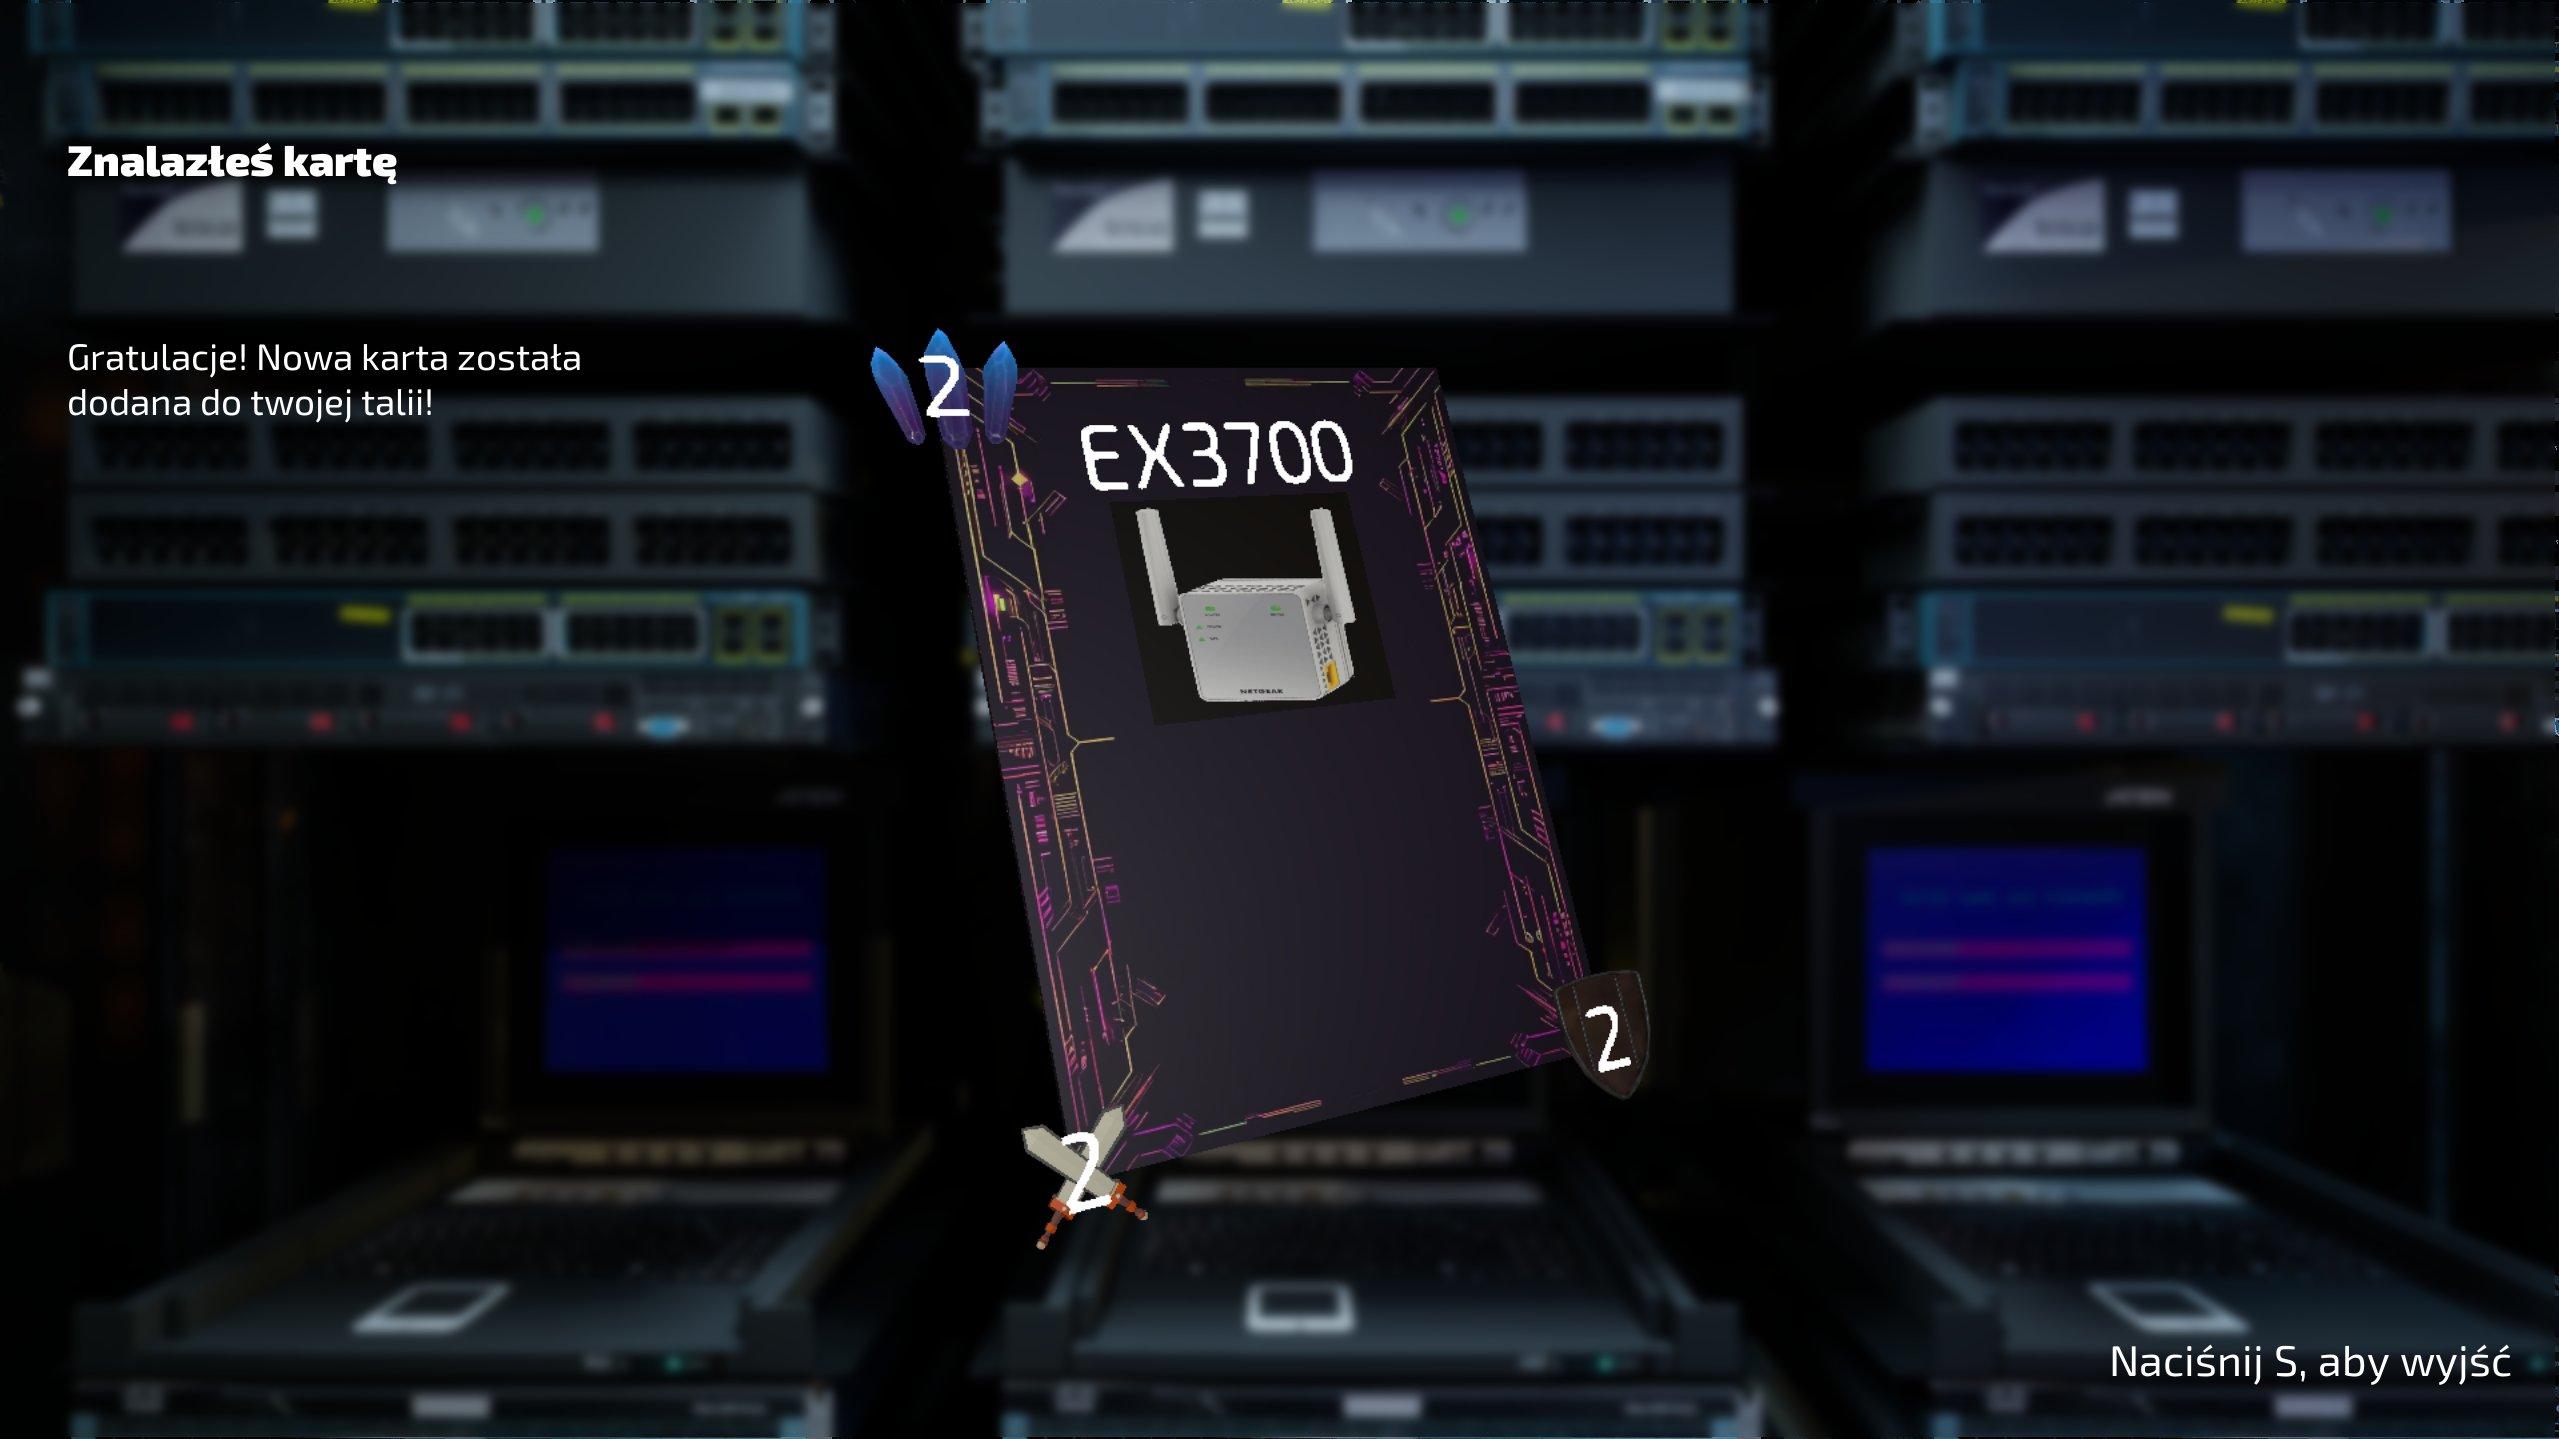 Znalazłeś kartę
Gratulacje! Nowa karta została
dodana do twojej talii!
2
EX3700
NETGEAR
2
2
Naciśnij S, aby wyjść